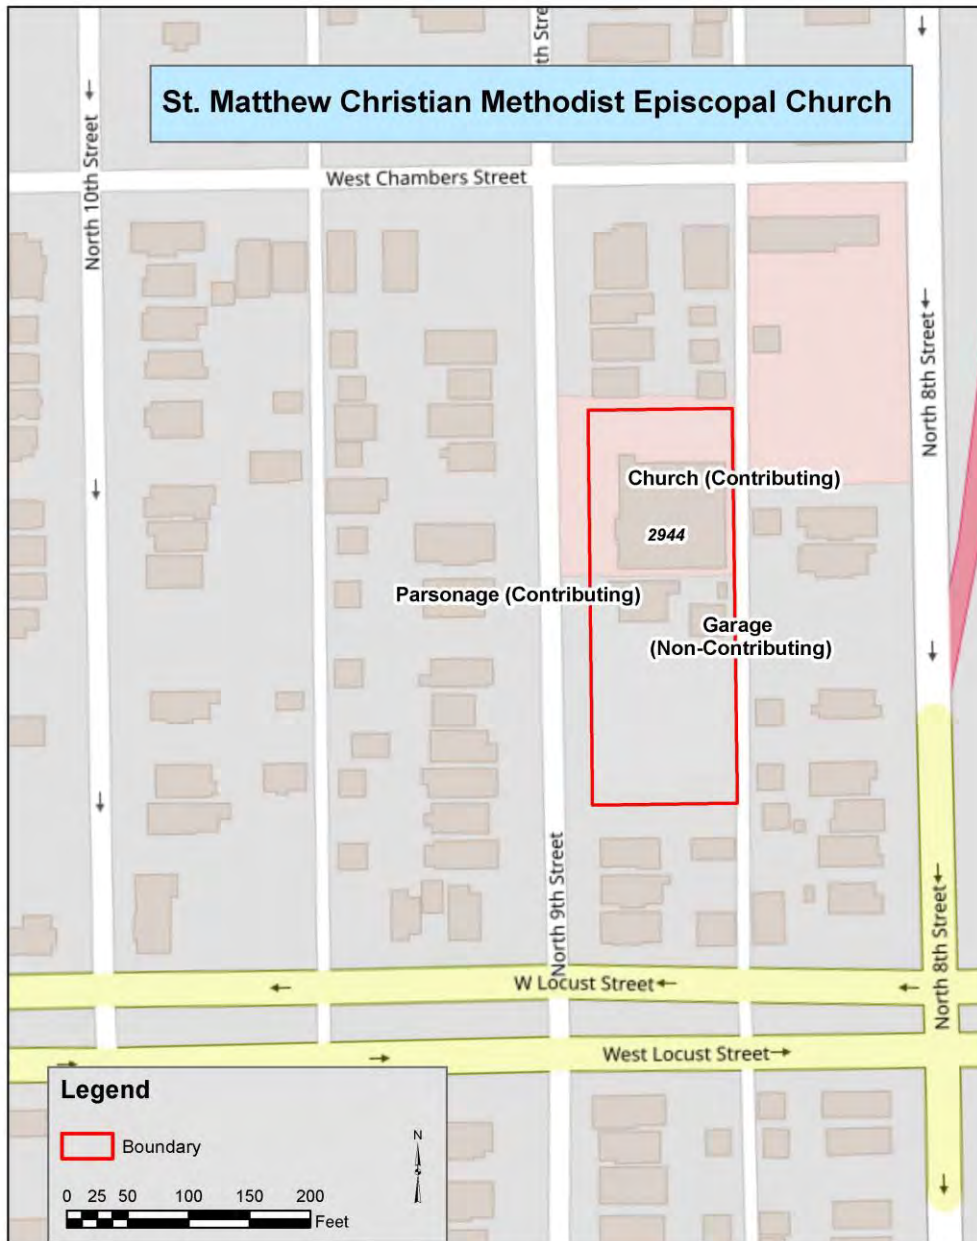 th Stre
St. Matthew Christian Methodist Episcopal Church
North 10th Street
West Chambers Street
North 8th Street
Church (Contributing)
2944
Parsonage (Contributing)
Garage
(Non-Contributing)
North 9th Street
W Locust Street
North 8th Street
West Locust Street
Legend
Boundary
N
0 25 50 100 150 200
Feet